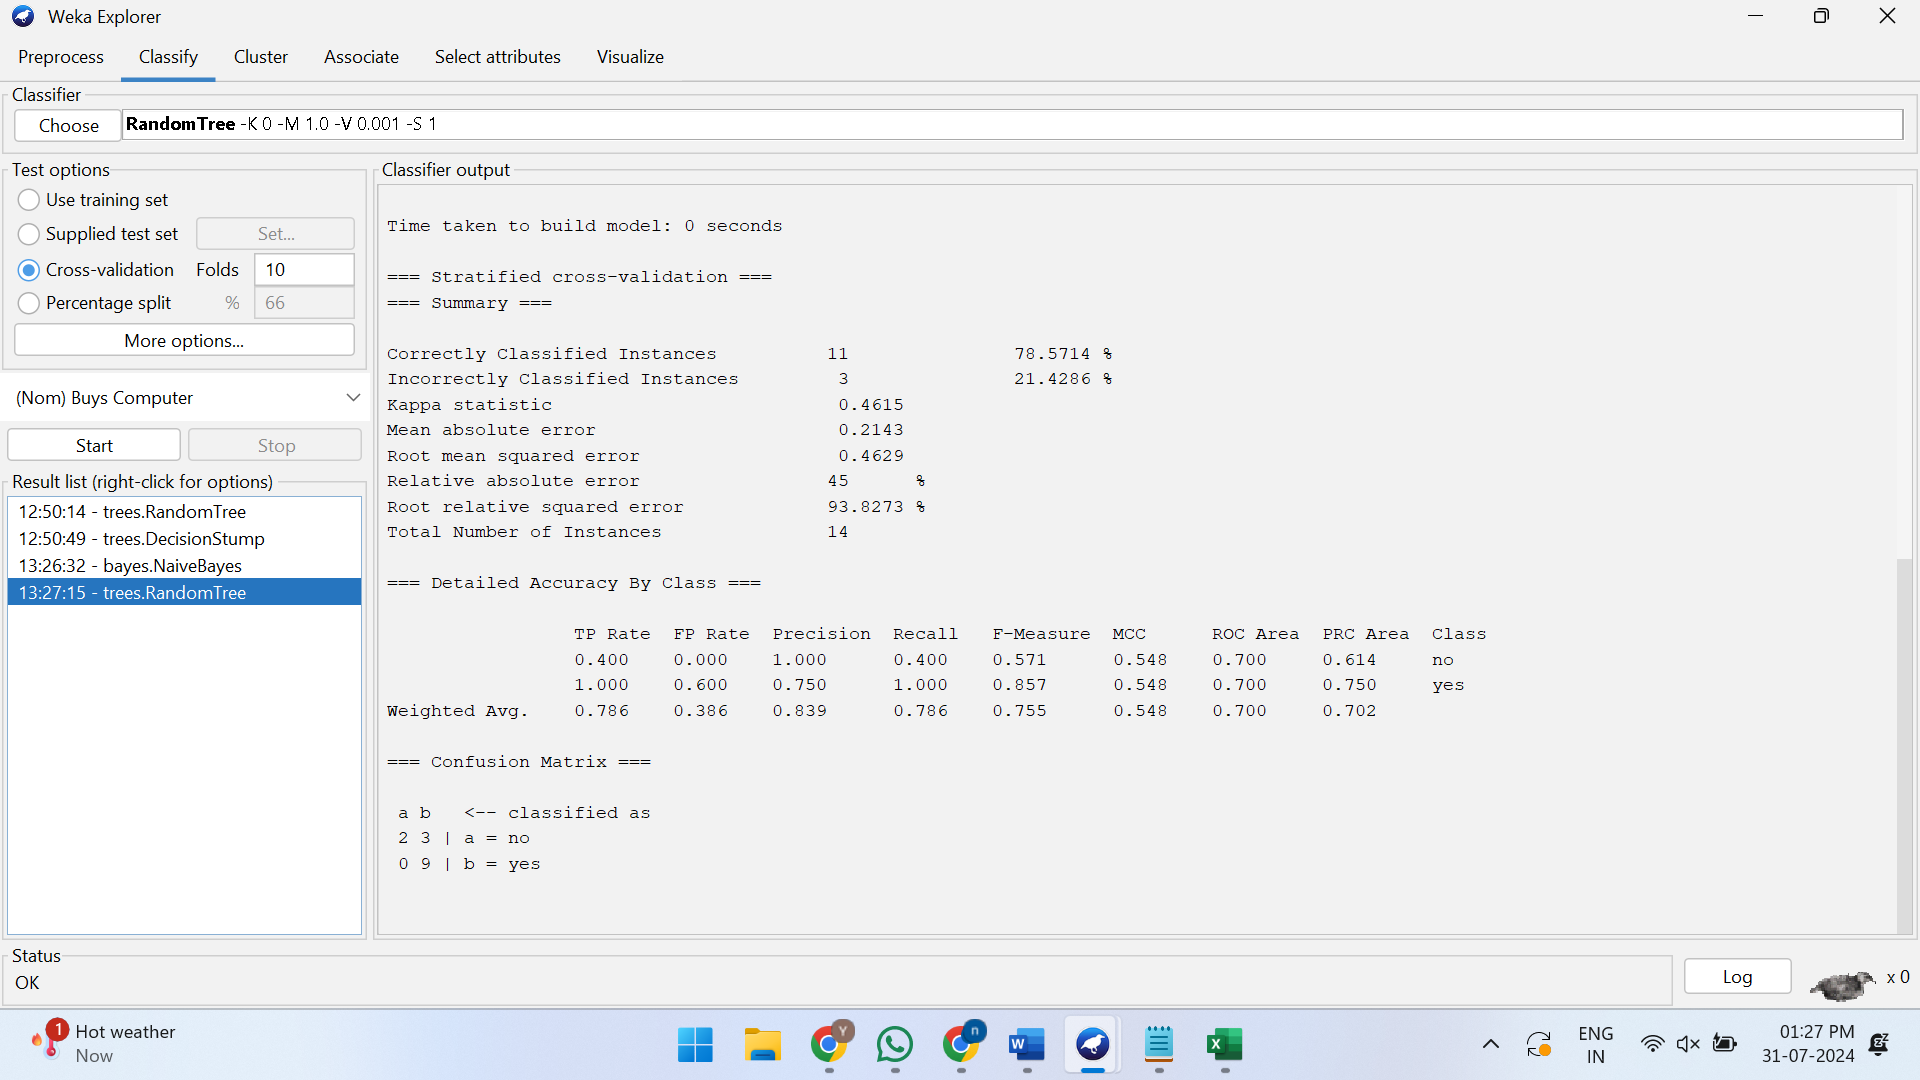 Weka Explorer
Preprocess Classify Cluster Associate Select attributes Visualize
Classifier
Choose RandomTree -K 0 -M 1.0 -V 0.001 -S 1
Test options
Use training set
Supplied test set Set...
Cross-validation Folds 10
Percentage split % 66
More options...
(Nom) Buys Computer
Start Stop
Result list (right-click for options)
12:50:14 - trees.RandomTree
12:50:49 - trees.DecisionStump
13:26:32 - bayes.NaiveBayes
13:27:15 - trees.RandomTree
Classifier output
Time taken to build model: 0 seconds
=== Stratified cross-validation ===
=== Summary ===
Correctly Classified Instances 11 78.5714 %
Incorrectly Classified Instances 3 21.4286 %
Kappa statistic 0.4615
Mean absolute error 0.2143
Root mean squared error 0.4629
Relative absolute error 45 %
Root relative squared error 93.8273 %
Total Number of Instances 14
=== Detailed Accuracy By Class ===
TP Rate FP Rate Precision Recall F-Measure MCC ROC Area PRC Area Class
0.400 0.000 1.000 0.400 0.571 0.548 0.700 0.614 no
1.000 0.600 0.750 1.000 0.857 0.548 0.700 0.750 yes
Weighted Avg. 0.786 0.386 0.839 0.786 0.755 0.548 0.700 0.702
=== Confusion Matrix ===
a b <-- classified as
2 3 | a = no
0 9 | b = yes
Status
OK
Log x 0
1 Hot weather
Now
Y
n
W
X
ENG
IN
01:27 PM
31-07-2024